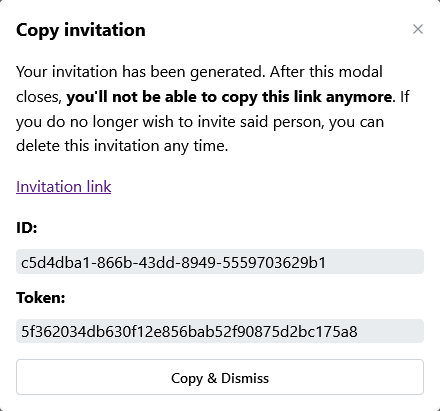 Copy invitation
Your invitation has been generated. After this modal
closes, you'll not be able to copy this link anymore. If
you do no longer wish to invite said person, you can
delete this invitation any time.
Invitation link
ID:
c5d4dba1-866b-43dd-8949-5559703629b1
Token:
5f362034db630f12e856bab52f90875d2bc175a8
Copy & Dismiss